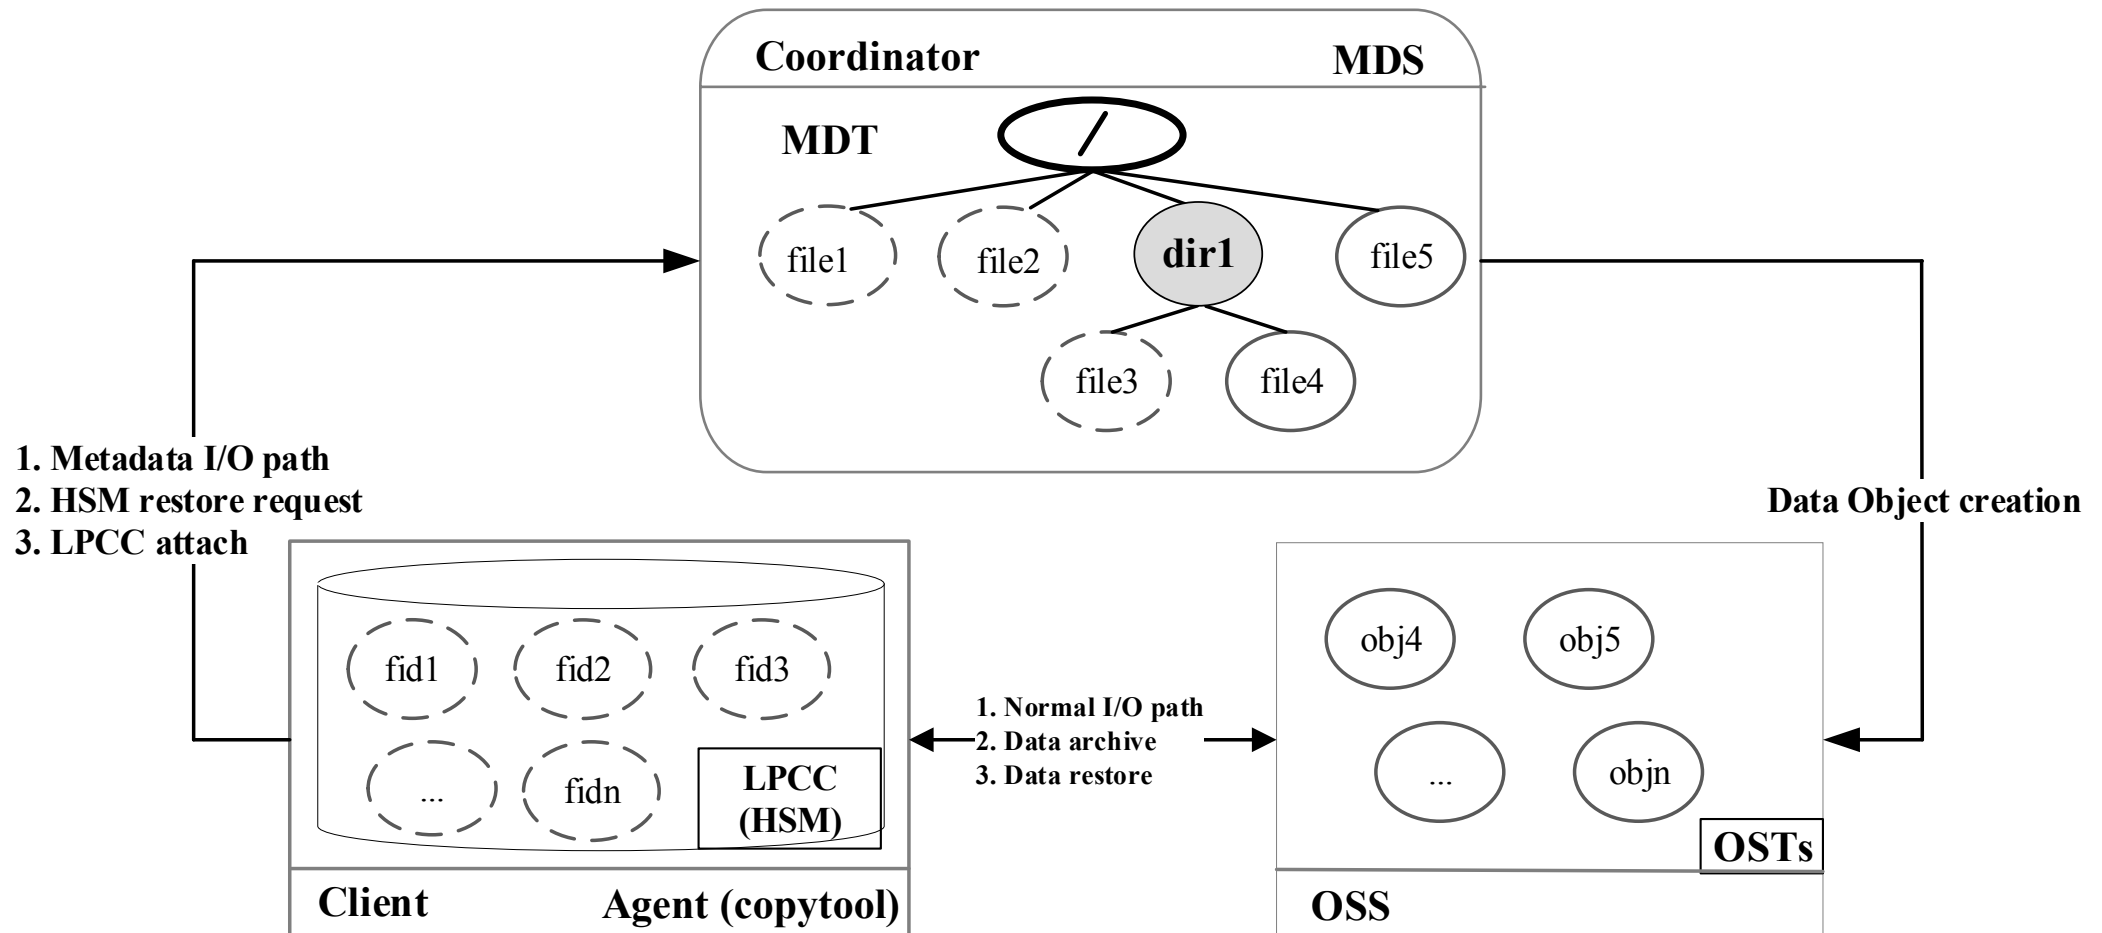 Coordinator
MDS
MDT
/
file1
file2
dir1
file5
file3
file4
1. Metadata I/O path
2. HSM restore request
3. LPCC attach
Data Object creation
fid1
fid2
fid3
...
fidn
LPCC
(HSM)
Client
Agent (copytool)
1. Normal I/O path
2. Data archive
3. Data restore
obj4
obj5
...
objn
OSTs
OSS